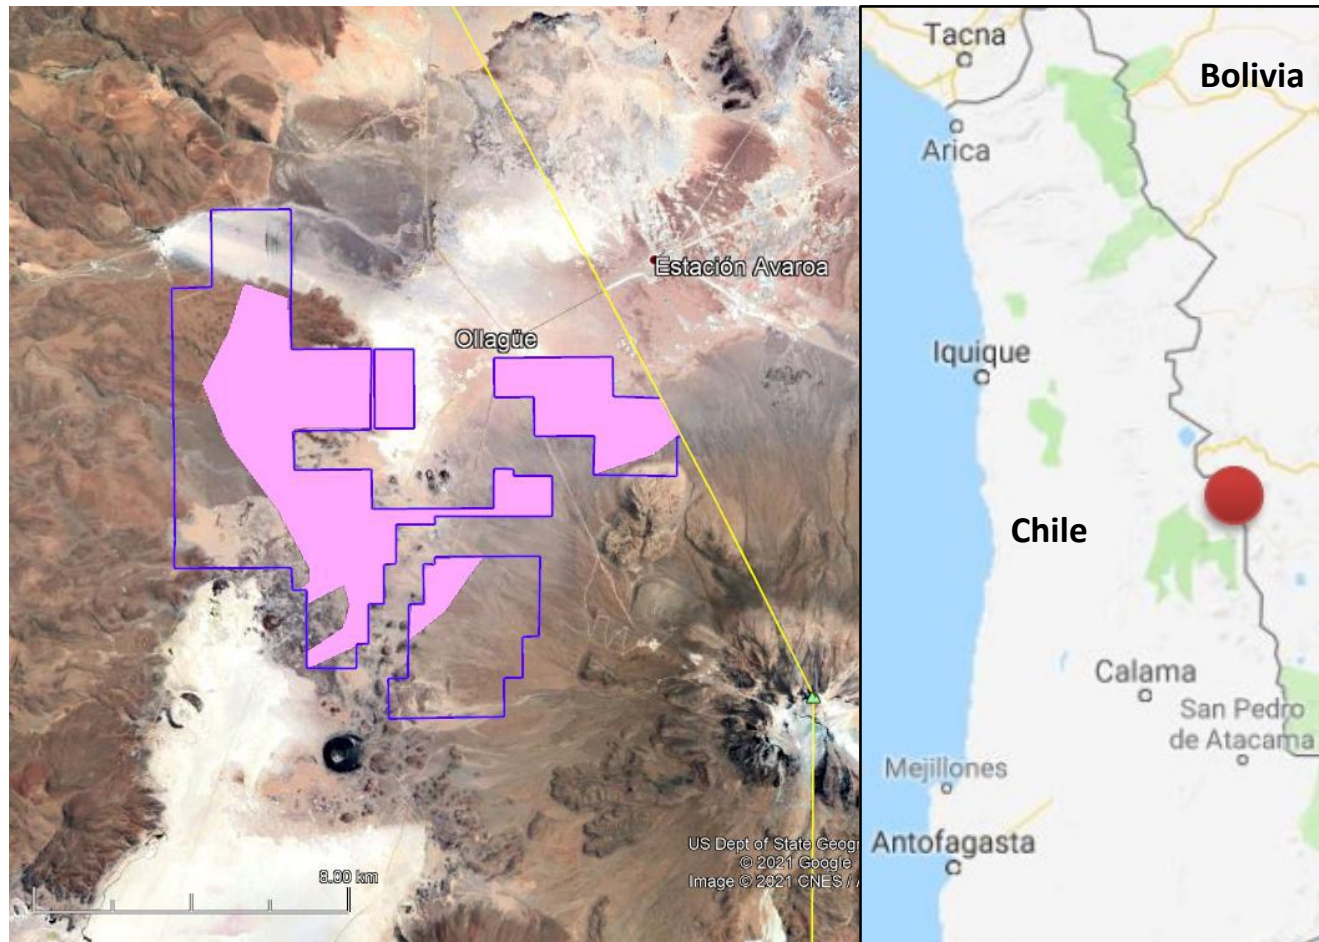 Estación Avaroa
Ollagüe
8.00 km
US Dept of State Geogr
© 2021 Google
Image © 2021 CNES / A
Tacna
Bolivia
Arica
Iquique
Chile
Calama
San Pedro
de Atacama
Mejillones
Antofagasta